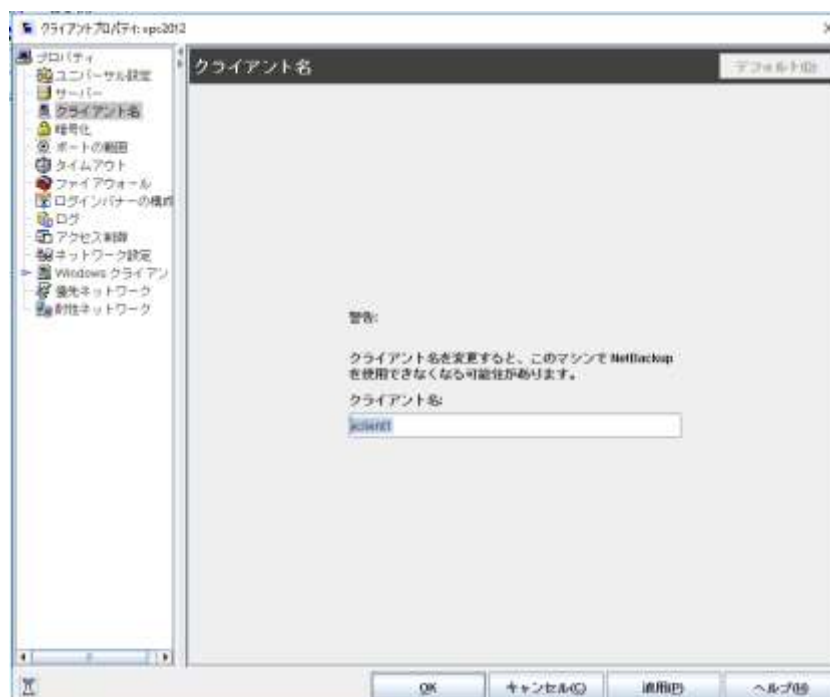 クライアントプロパティ: vpc2012
プロパティ
ユニバーサル設定
サーバー
クライアント名
暗号化
ポートの範囲
タイムアウト
ファイアウォール
ログインバナーの構成
ログ
アクセス制御
ネットワーク設定
Windows クライアン
優先ネットワーク
耐性ネットワーク
クライアント名
デフォルト(D)
警告:
クライアント名を変更すると、このマシンで NetBackup
を使用できなくなる可能性があります。
クライアント名:
OK
キャンセル(C)
適用(P)
ヘルプ(H)